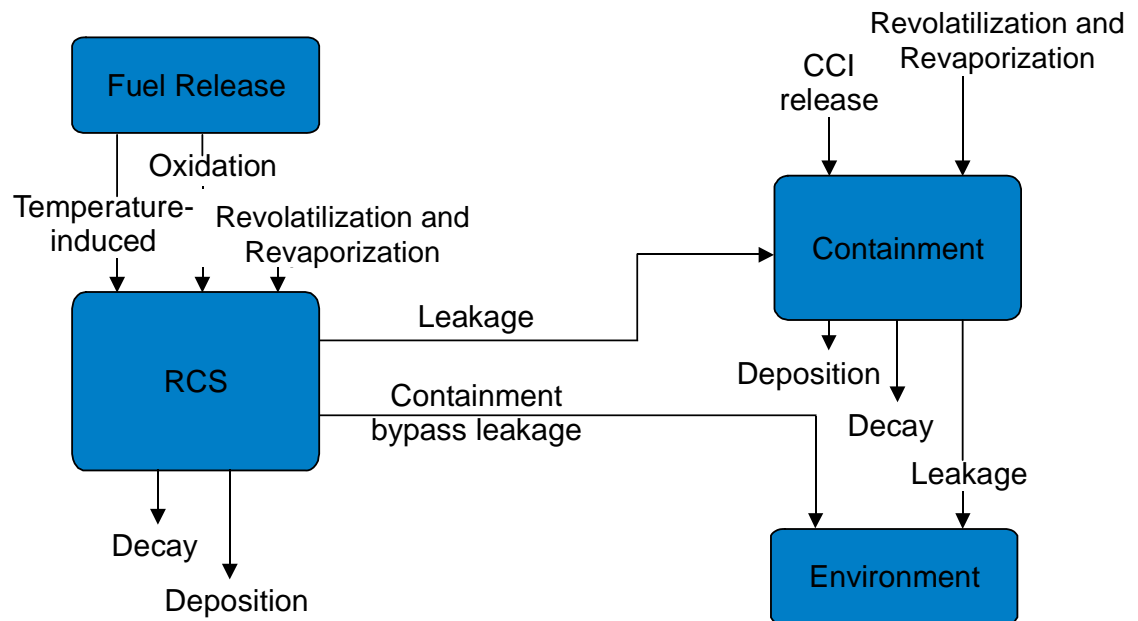 Fuel Release
Oxidation
Temperature-
induced
Revolatilization and
Revaporization
RCS
Decay
Deposition
Leakage
Containment
bypass leakage
CCI
release
Revolatilization and
Revaporization
Containment
Deposition
Decay
Leakage
Environment